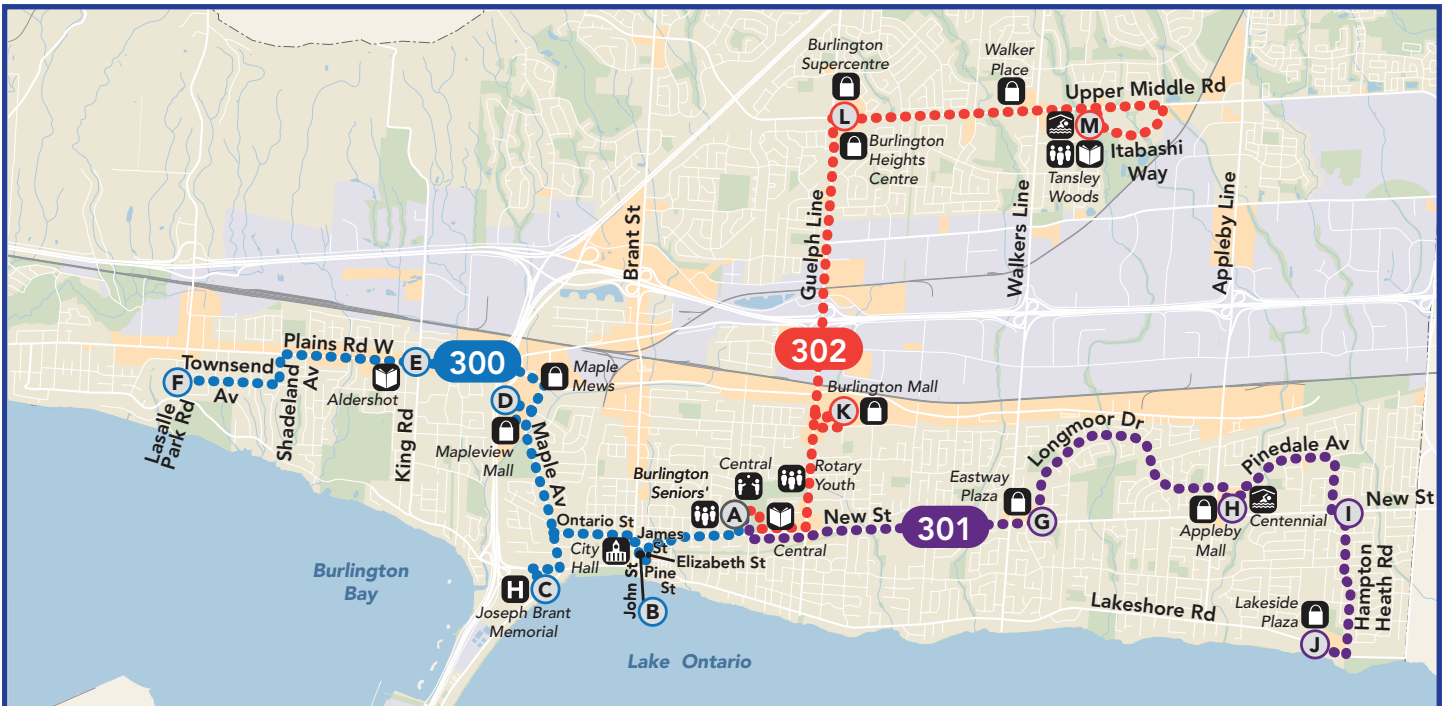 Burlington
Supercentre
Walker
Place
Upper Middle Rd
L
M
Burlington
Heights
Centre
Itabashi
Way
Tansley
Woods
Brant St
Guelph Line
Walkers Line
Appleby Line
302
Plains Rd W
E
300
Townsend
Av
F
Shadeland
Av
Aldershot
King Rd
Lasalle
Park Rd
Maple
Mews
D
Mapleview
Mall
Maple Av
Burlington Mall
K
Longmoor Dr
Pinedale Av
Central
Rotary
Youth
Burlington
Seniors'
A
Central
New St
301
Eastway
Plaza
G
H
Centennial
Appleby
Mall
I
New St
Ontario St
City
Hall
James
St
Elizabeth St
Pine
St
John St
B
H
C
Joseph Brant
Memorial
Burlington
Bay
Lake Ontario
Lakeshore Rd
Lakeside
Plaza
J
Hampton
Heath Rd